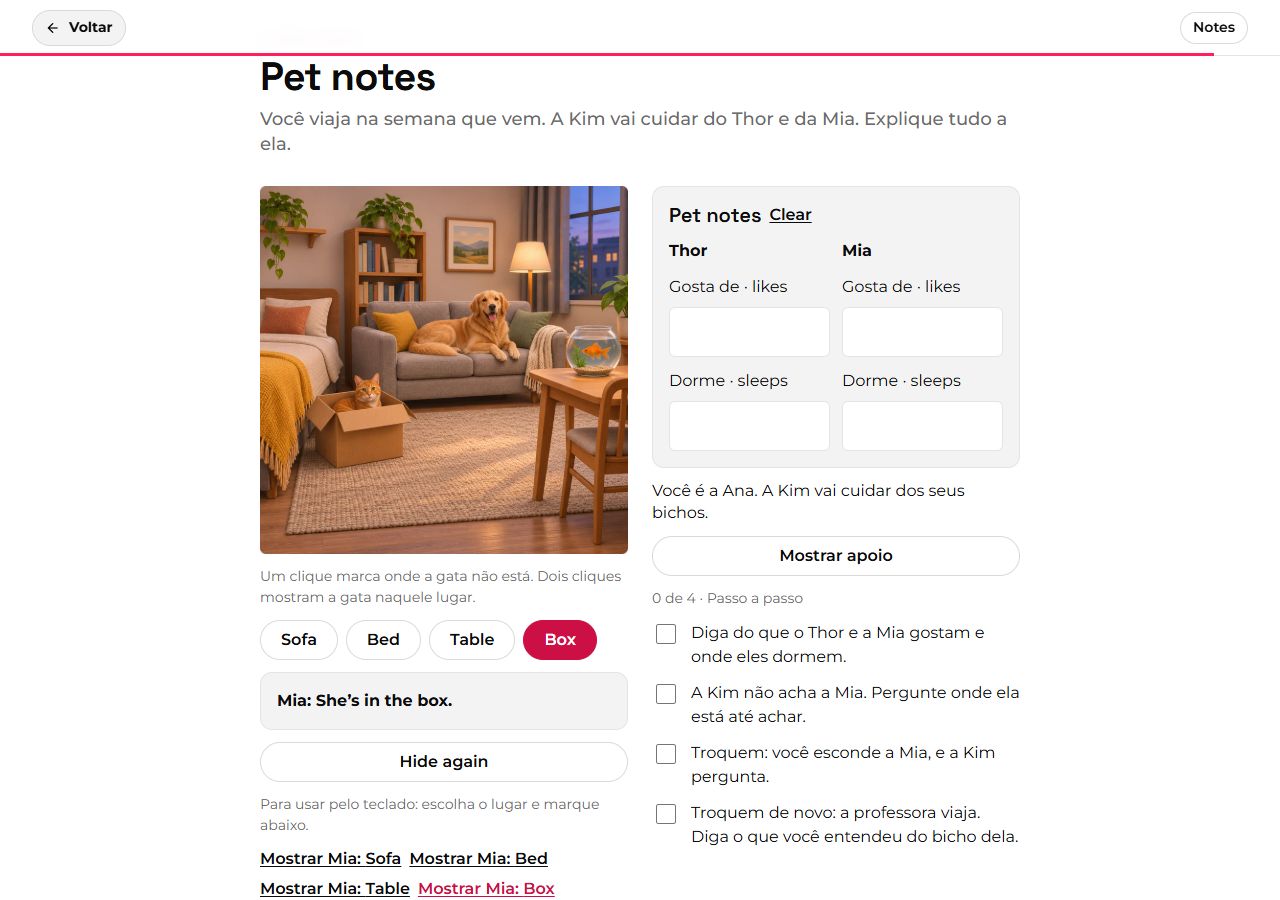 Voltar
Notes
Pet notes
Você viaja na semana que vem. A Kim vai cuidar do Thor e da Mia. Explique tudo a
ela.
Um clique marca onde a gata não está. Dois cliques
mostram a gata naquele lugar.
Sofa
Bed
Table
Box
Mia: She’s in the box.
Hide again
Para usar pelo teclado: escolha o lugar e marque
abaixo.
Mostrar Mia: Sofa
Mostrar Mia: Bed
Mostrar Mia: Table
Mostrar Mia: Box
Pet notes
Clear
Thor
Mia
Gosta de · likes
Gosta de · likes
Dorme · sleeps
Dorme · sleeps
Você é a Ana. A Kim vai cuidar dos seus
bichos.
Mostrar apoio
0 de 4 · Passo a passo
Diga do que o Thor e a Mia gostam e
onde eles dormem.
A Kim não acha a Mia. Pergunte onde ela
está até achar.
Troquem: você esconde a Mia, e a Kim
pergunta.
Troquem de novo: a professora viaja.
Diga o que você entendeu do bicho dela.